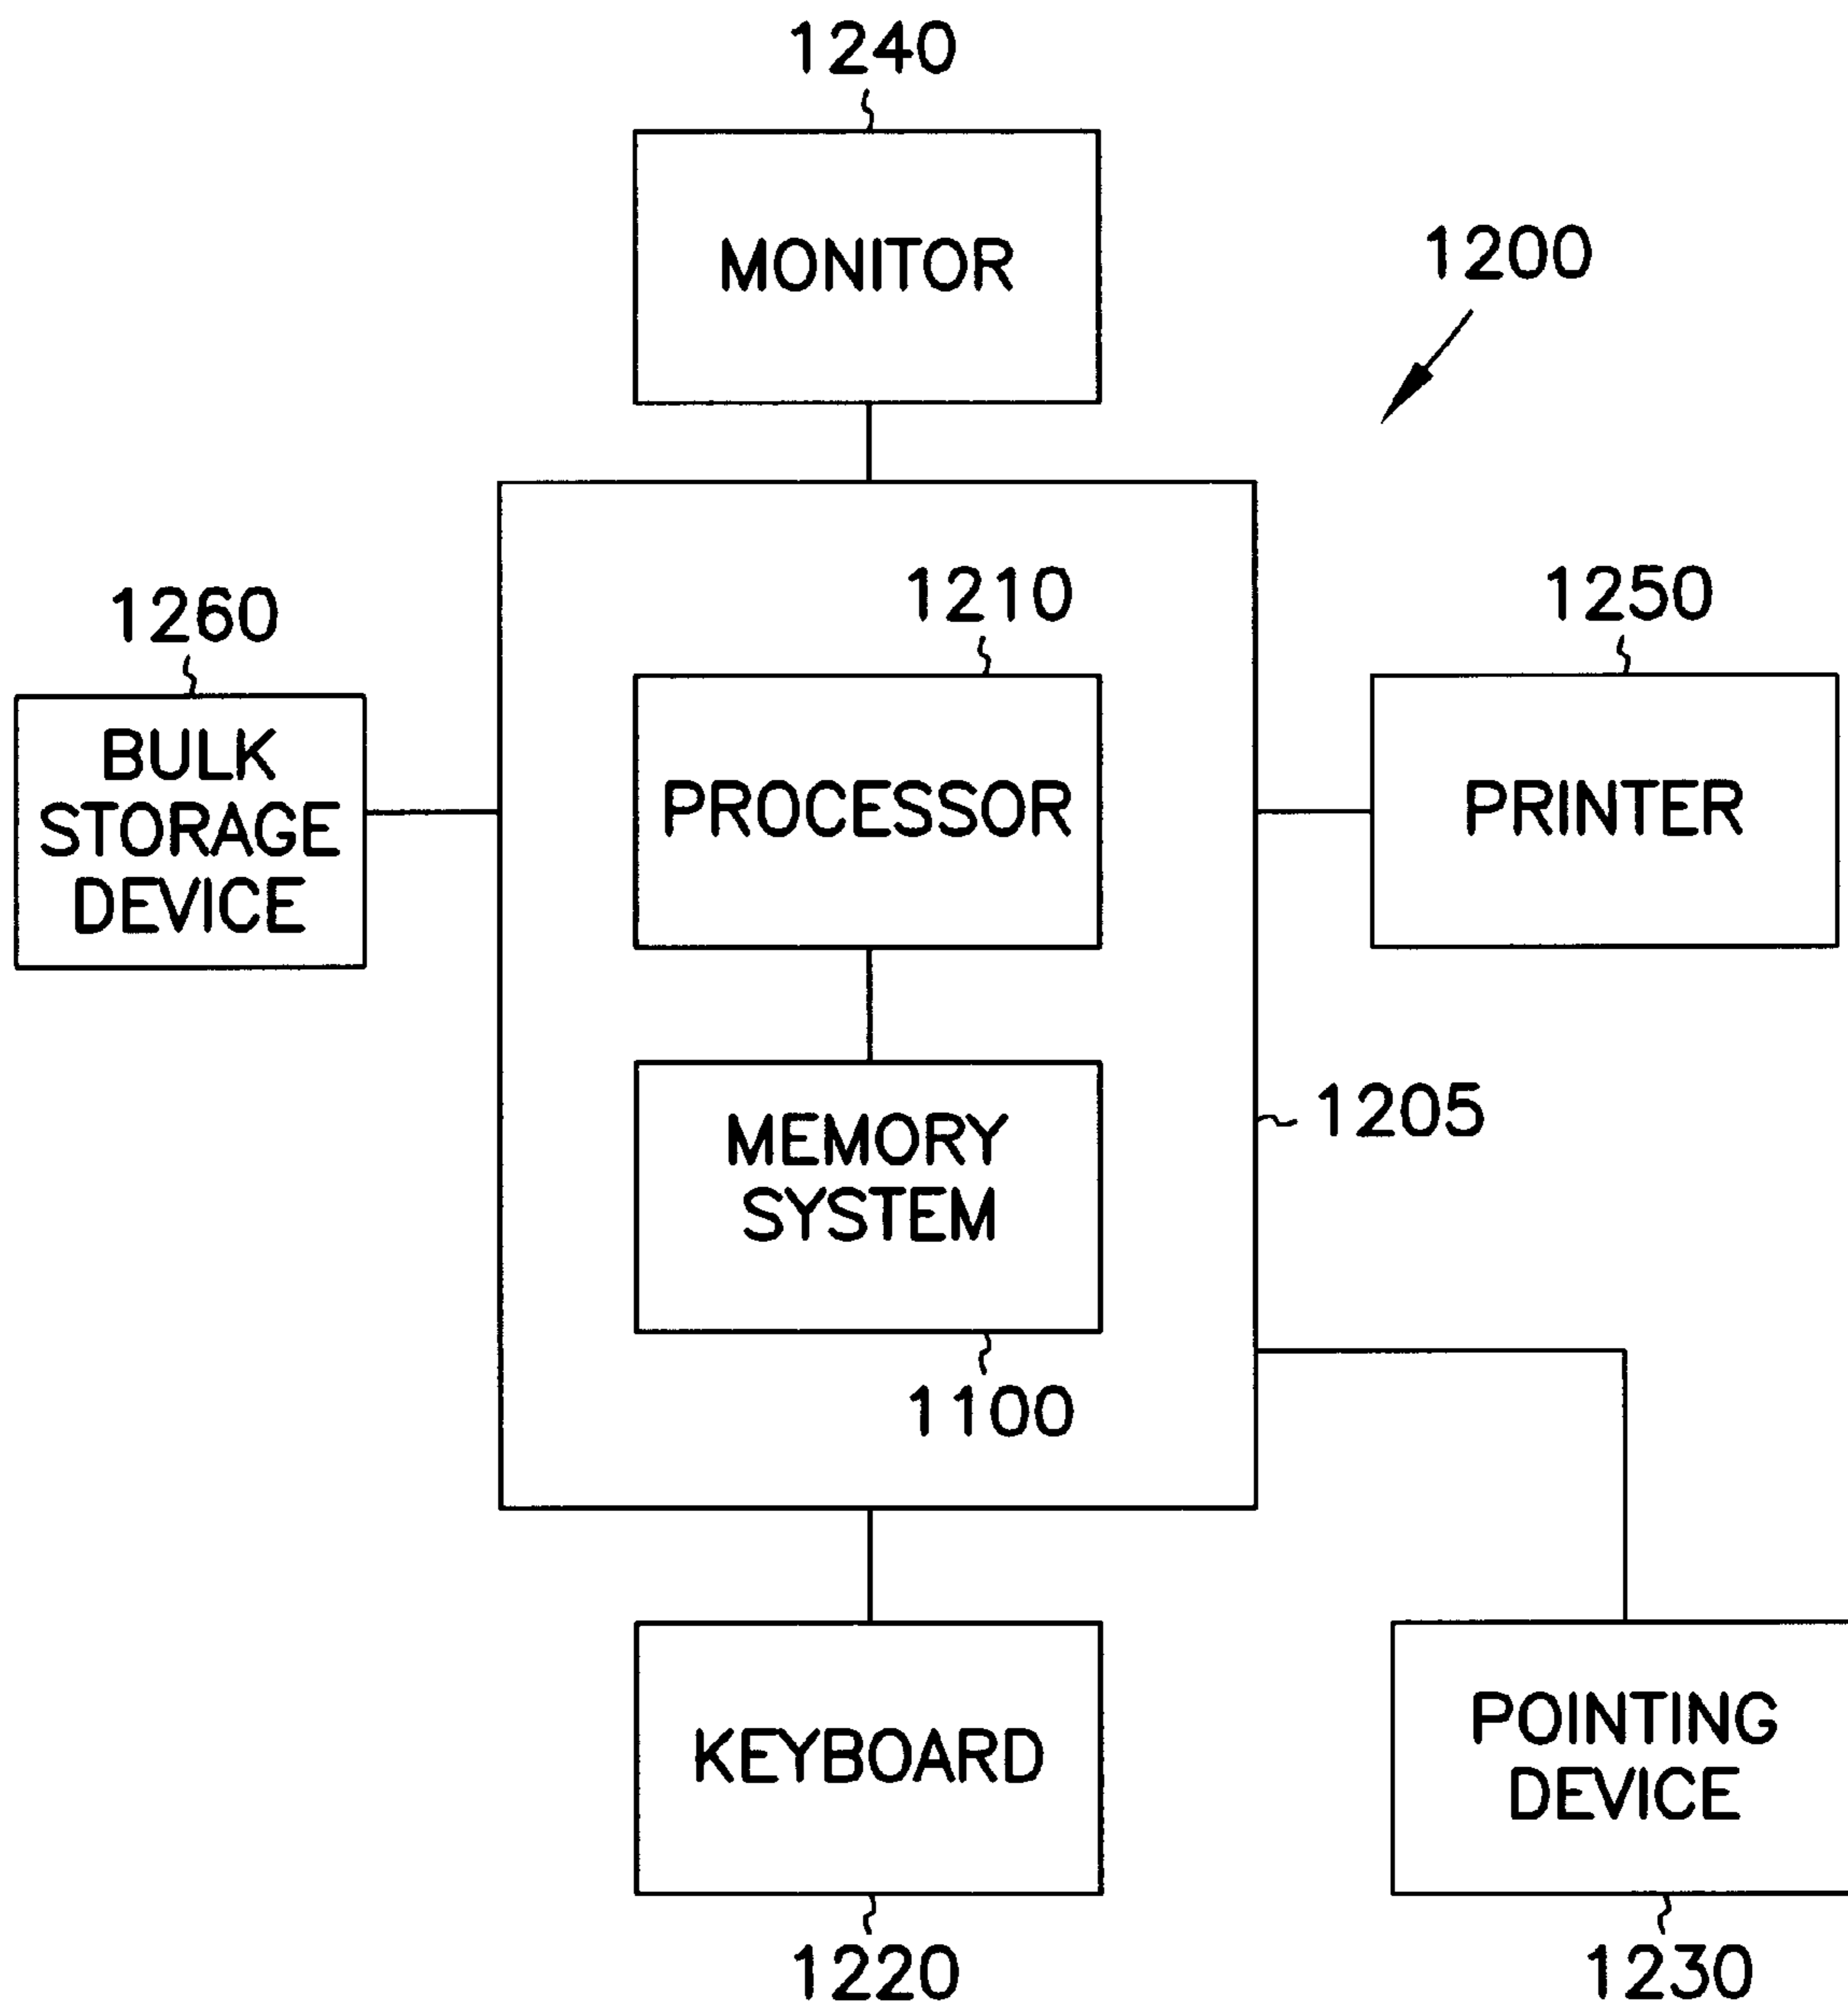 1240
MONITOR
1200
1260
BULK
STORAGE
DEVICE
1210
PROCESSOR
1250
PRINTER
MEMORY
SYSTEM
1205
1100
KEYBOARD
1220
POINTING
DEVICE
1230